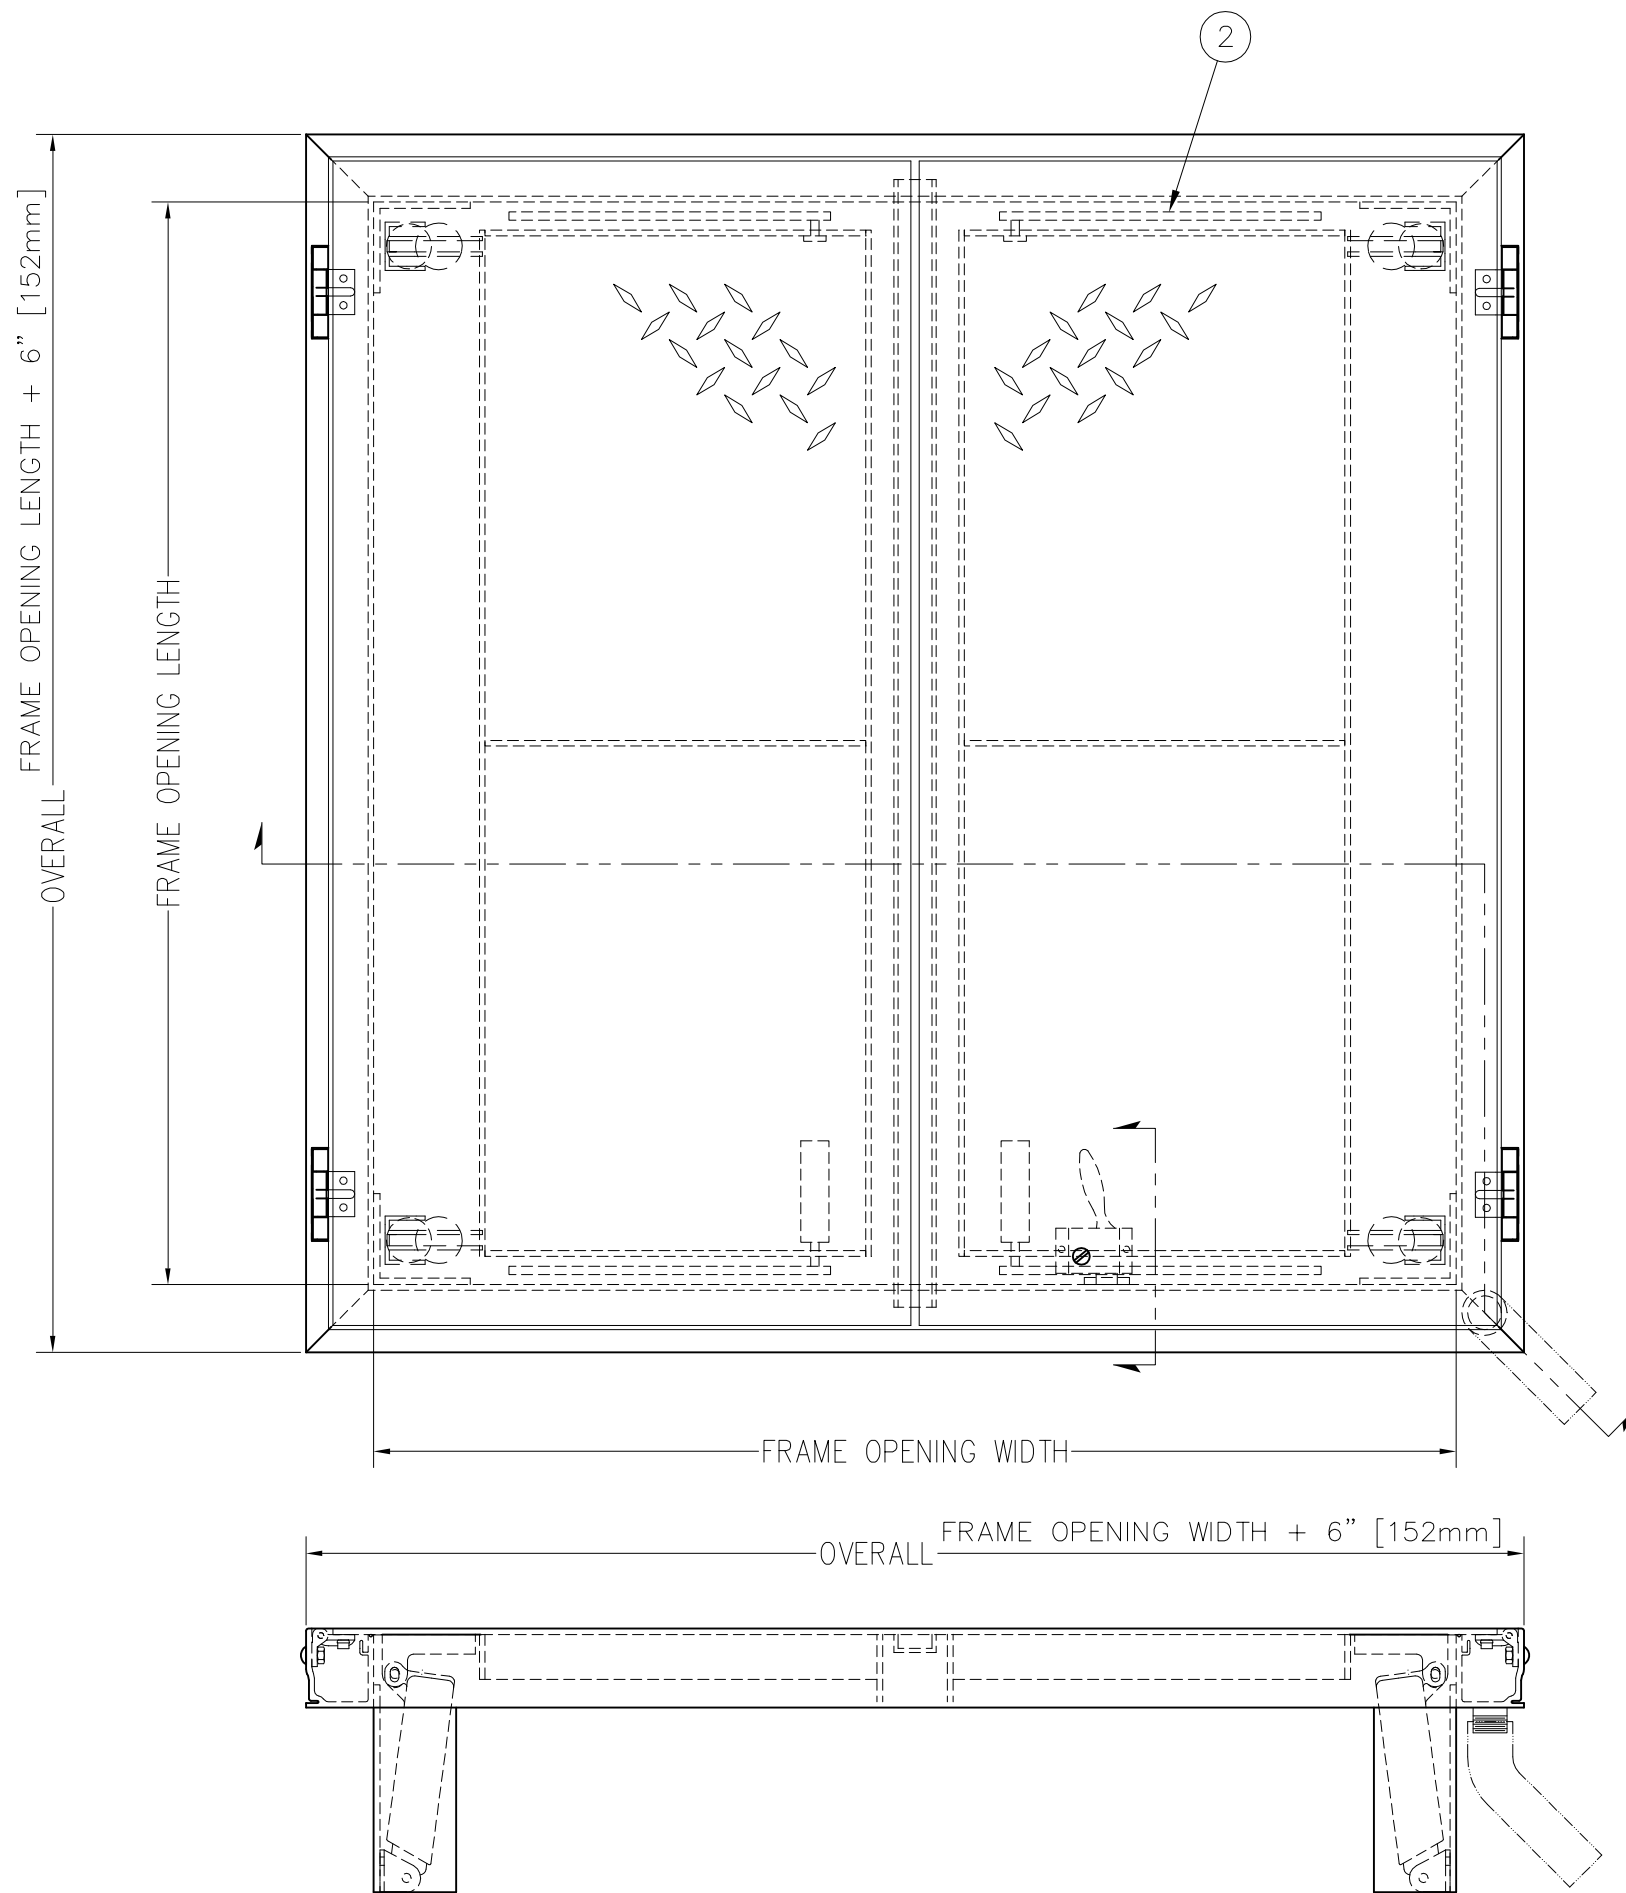 2
FRAME OPENING LENGTH + 6” [152mm]
OVERALL
FRAME OPENING LENGTH
FRAME OPENING WIDTH
FRAME OPENING WIDTH + 6” [152mm]
OVERALL